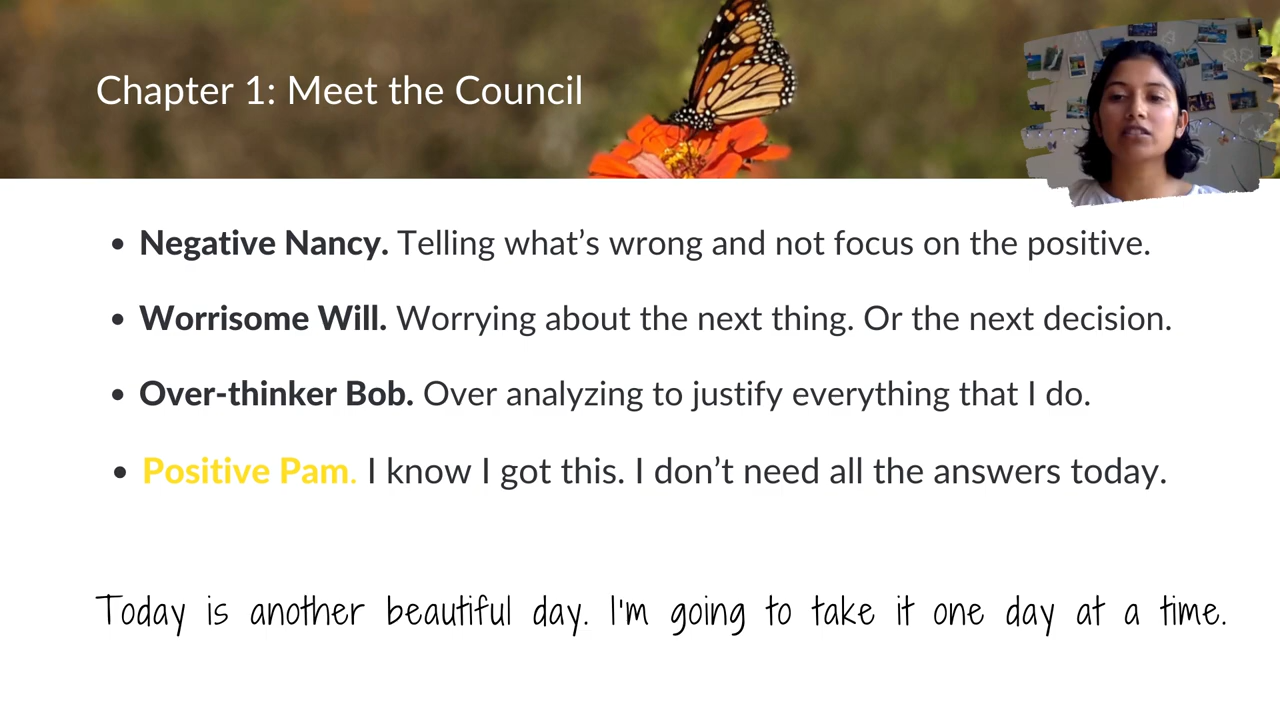 Chapter 1: Meet the Council
• Negative Nancy. Telling what’s wrong and not focus on the positive.
• Worrisome Will. Worrying about the next thing. Or the next decision.
• Over-thinker Bob. Over analyzing to justify everything that I do.
• Positive Pam. I know I got this. I don’t need all the answers today.
Today is another beautiful day. I'm going to take it one day at a time.